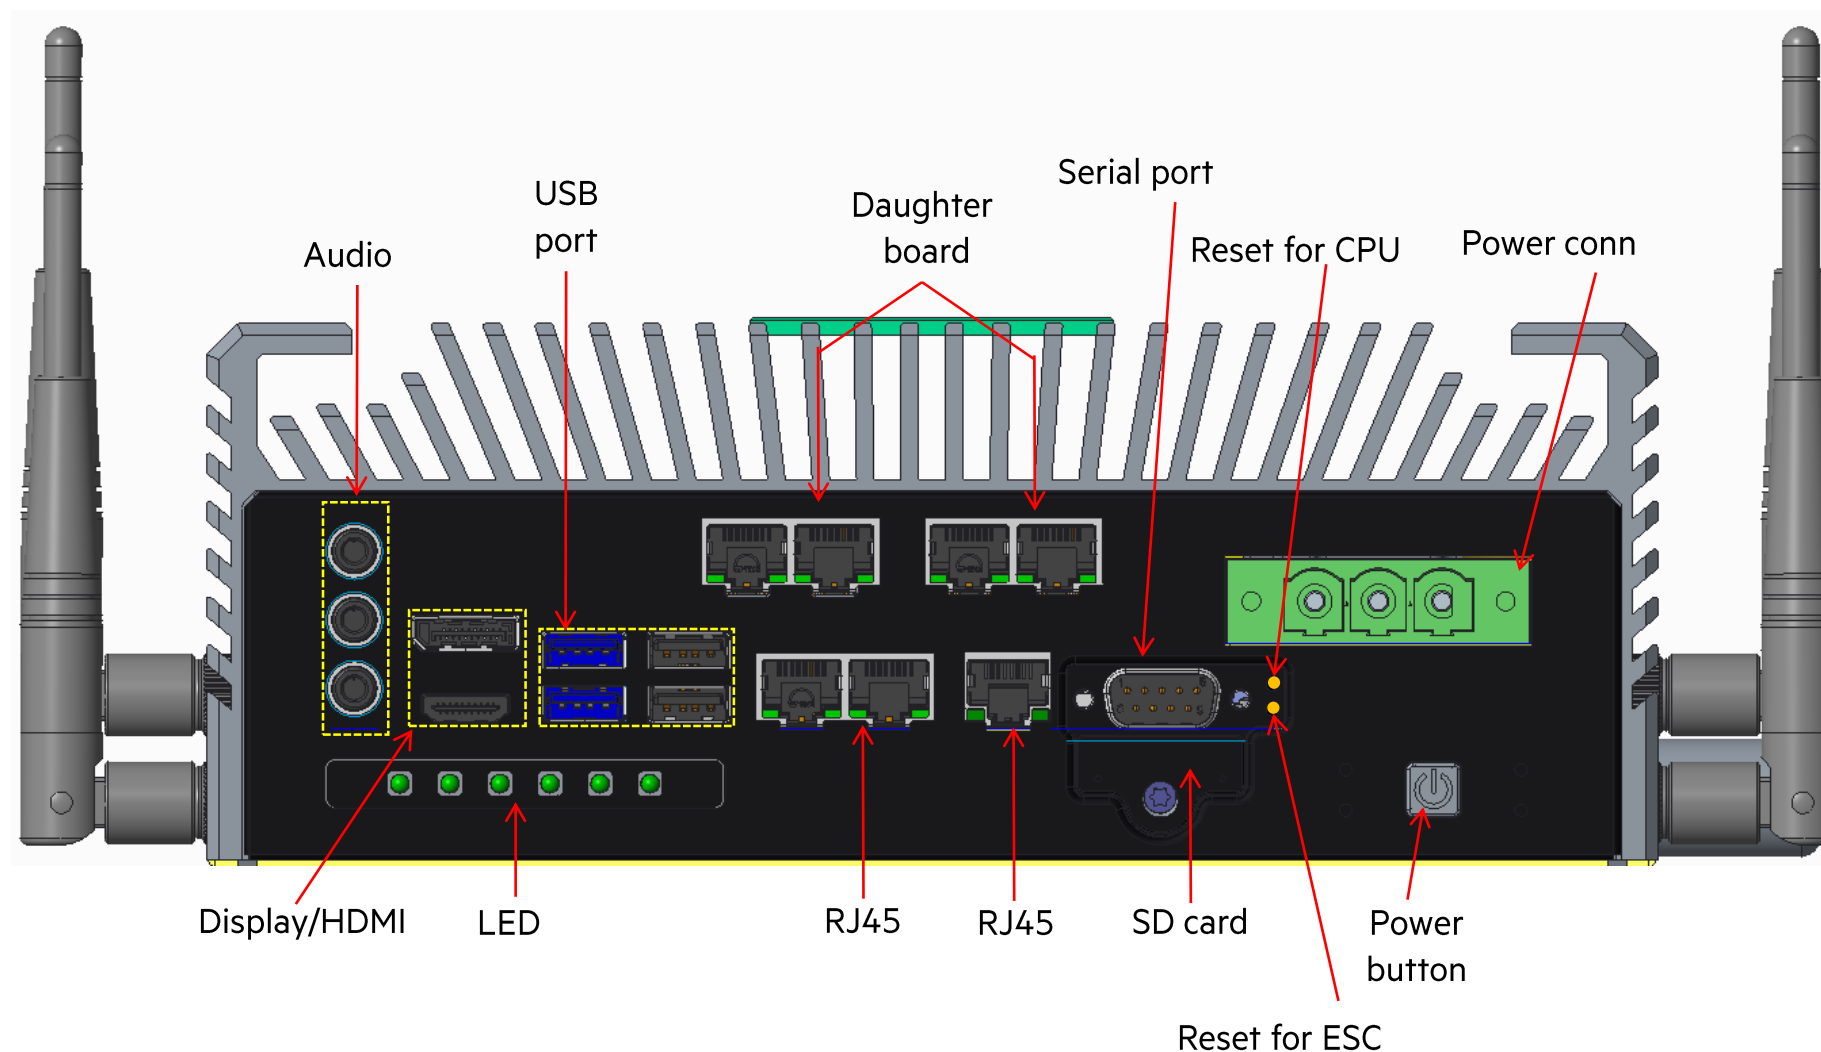 Serial port
USB
port
Daughter
board
Audio
Reset for CPU
Power conn
Display/HDMI
LED
RJ45
RJ45
SD card
Power
button
Reset for ESC